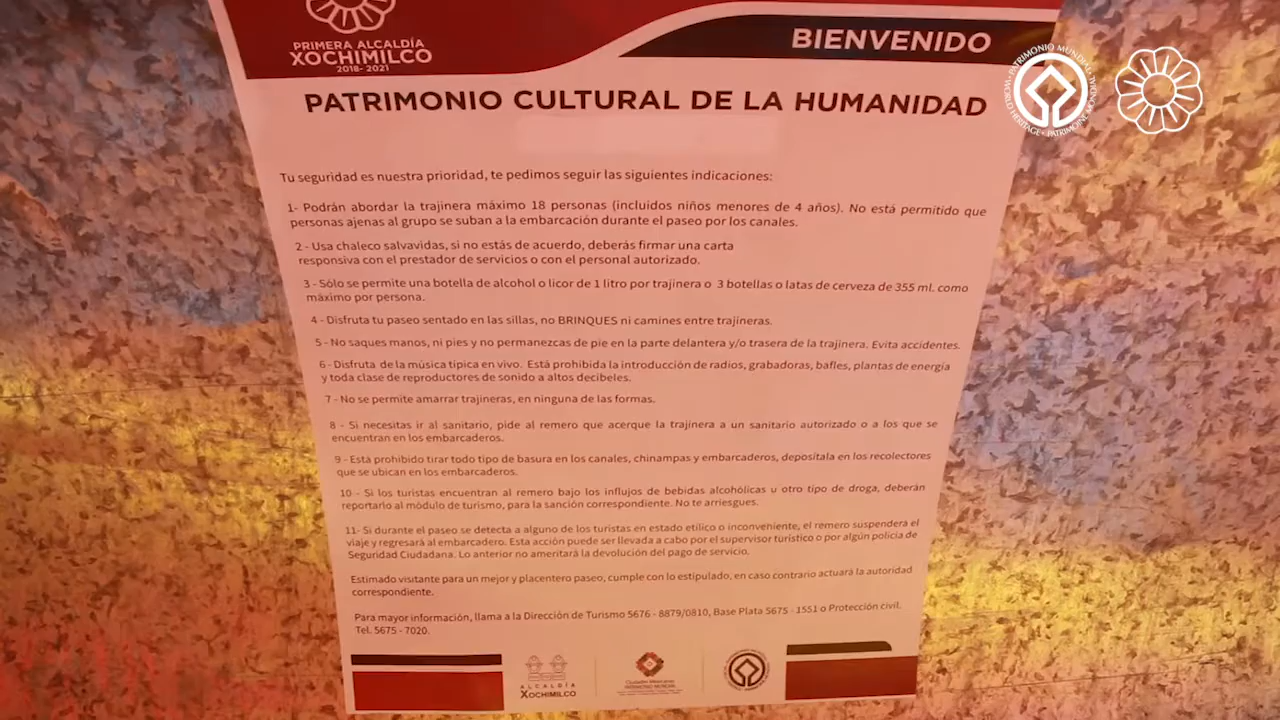 PRIMERA ALCALDÍA
XOCHIMILCO
2018- 2021
BIENVENIDO
PATRIMONIO MUNDIAL • WORLD HERITAGE • PATRIMOINE MONDIAL
PATRIMONIO CULTURAL DE LA HUMANIDAD
Tu seguridad es nuestra prioridad, te pedimos seguir las siguientes indicaciones:
1- Podrán abordar la trajinera máximo 18 personas (incluidos niños menores de 4 años). No está permitido que
personas ajenas al grupo se suban a la embarcación durante el paseo por los canales.
2 - Usa chaleco salvavidas, si no estás de acuerdo, deberás firmar una carta
responsiva con el prestador de servicios o con el personal autorizado.
3 - Sólo se permite una botella de alcohol o licor de 1 litro por trajinera o 3 botellas o latas de cerveza de 355 ml. como
máximo por persona.
4 - Disfruta tu paseo sentado en las sillas, no BRINQUES ni camines entre trajineras.
5 - No saques manos, ni pies y no permanezcas de pie en la parte delantera y/o trasera de la trajinera. Evita accidentes.
6 - Disfruta de la música típica en vivo. Está prohibida la introducción de radios, grabadoras, bafles, plantas de energía
y toda clase de reproductores de sonido a altos decibeles.
7 - No se permite amarrar trajineras, en ninguna de las formas.
8 - Si necesitas ir al sanitario, pide al remero que acerque la trajinera a un sanitario autorizado o a los que se
encuentran en los embarcaderos.
9 - Está prohibido tirar todo tipo de basura en los canales, chinampas y embarcaderos, deposítala en los recolectores
que se ubican en los embarcaderos.
10 - Si los turistas encuentran al remero bajo los influjos de bebidas alcohólicas u otro tipo de droga, deberán
reportarlo al módulo de turismo, para la sanción correspondiente. No te arriesgues.
11- Si durante el paseo se detecta a alguno de los turistas en estado etílico o inconveniente, el remero suspenderá el
viaje y regresará al embarcadero. Esta acción puede ser llevada a cabo por el supervisor turístico o por algún policía de
Seguridad Ciudadana. Lo anterior no ameritará la devolución del pago de servicio.
Estimado visitante para un mejor y placentero paseo, cumple con lo estipulado, en caso contrario actuará la autoridad
correspondiente.
Para mayor información, llama a la Dirección de Turismo 5676 - 8879/0810, Base Plata 5675 - 1551 o Protección civil.
Tel. 5675 - 7020.
ALCALDÍA
XOCHIMILCO
Ciudades Mexicanas
PATRIMONIO MUNDIAL